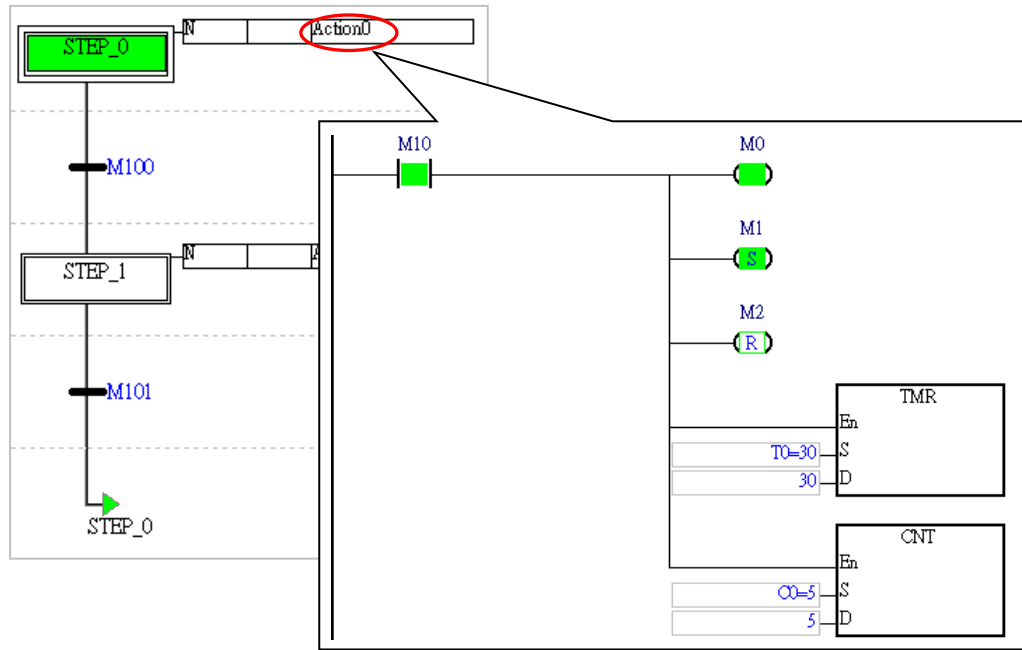 N Action0
STEP_0
M100
N
STEP_1
M101
STEP_0
M10 M0
M1
S
M2
R
TMR
En
T0=30 S
30 D
CNT
En
C0=5 S
5 D